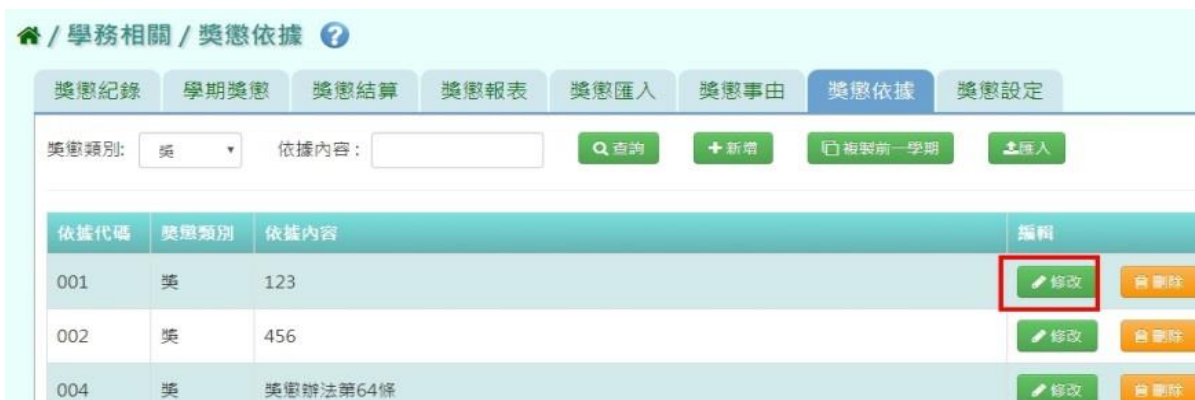 / 學務相關 / 獎懲依據 ?
獎懲紀錄 學期獎懲 獎懲結算 獎懲報表 獎懲匯入 獎懲事由 獎懲依據 獎懲設定
獎懲類別: 獎 依據內容: 查詢 新增 複製前一學期 匯入
依據代碼 獎懲類別 依據內容 編輯
001 獎 123 修改 刪除
002 獎 456 修改 刪除
004 獎 獎懲辦法第64條 修改 刪除